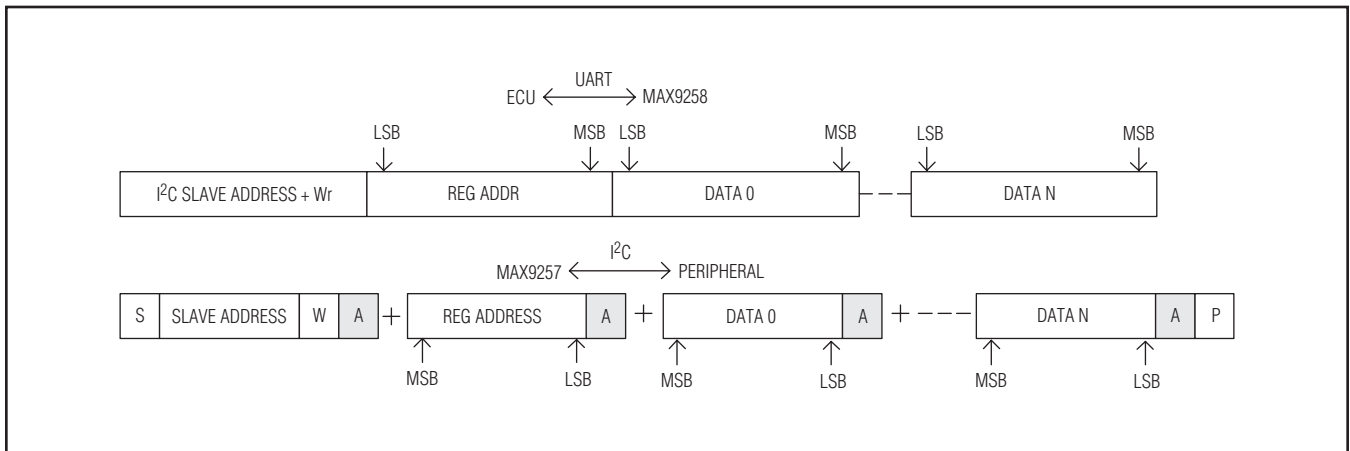 UART
ECU MAX9258
LSB MSB LSB MSB LSB MSB
I²C SLAVE ADDRESS + Wr REG ADDR DATA 0 DATA N
I²C
MAX9257 PERIPHERAL
S SLAVE ADDRESS W A + REG ADDRESS A + DATA 0 A + DATA N A P
MSB LSB MSB LSB MSB LSB